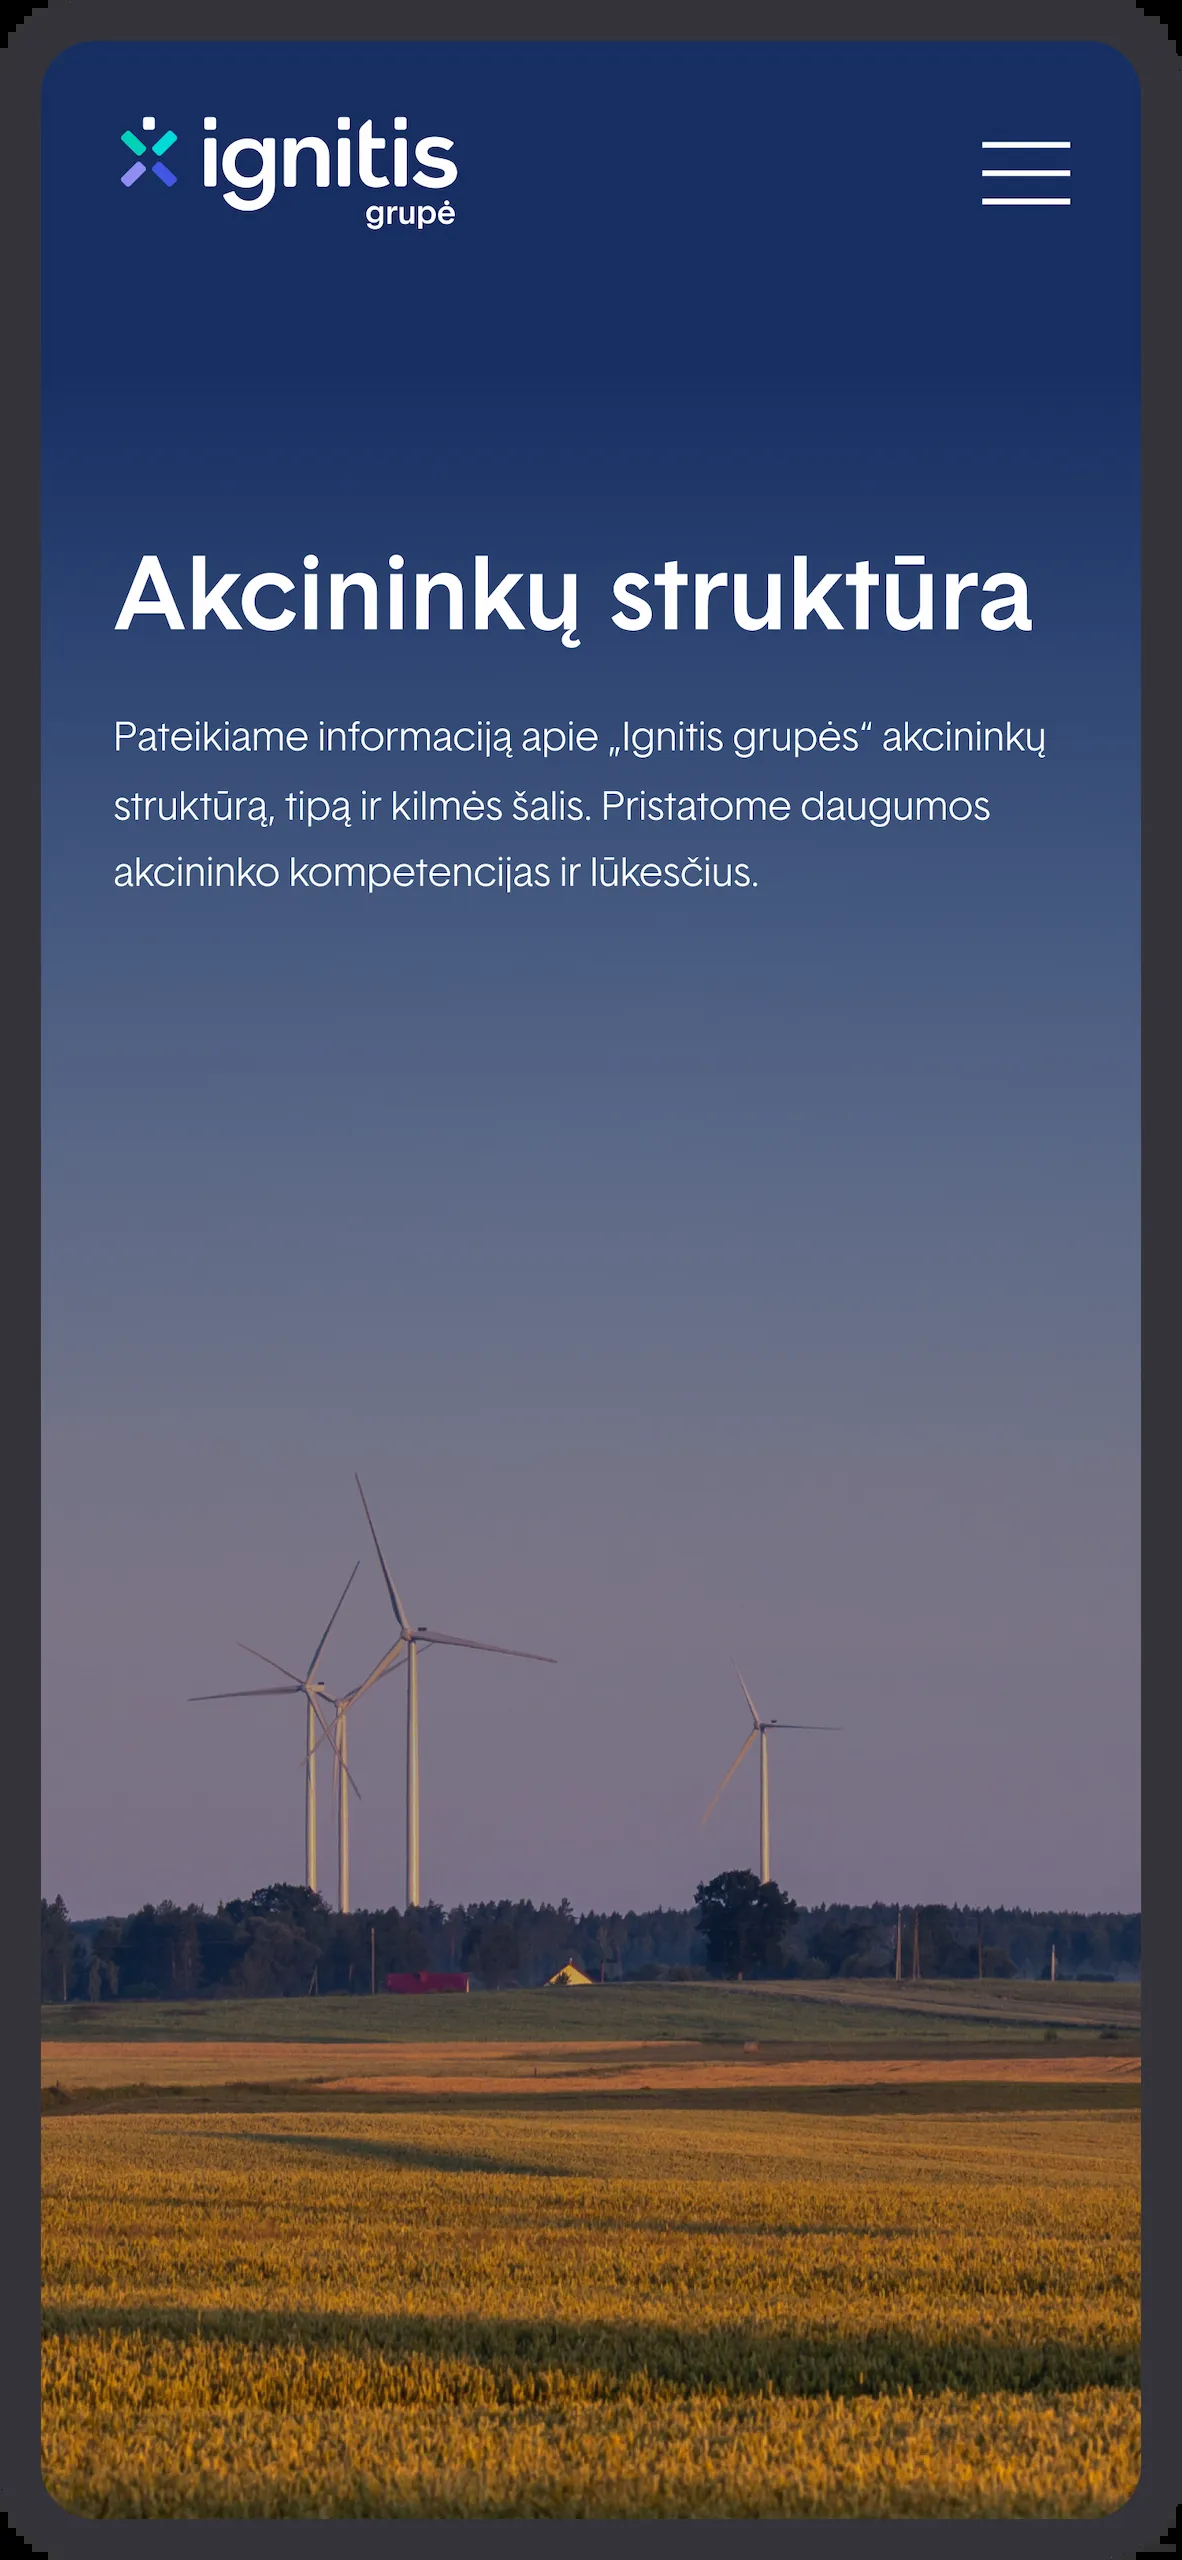 ignitis
grupė
Akcininkų struktūra
Pateikiame informaciją apie „Ignitis grupės“ akcininkų
struktūrą, tipą ir kilmės šalis. Pristatome daugumos
akcininko kompetencijas ir lūkesčius.